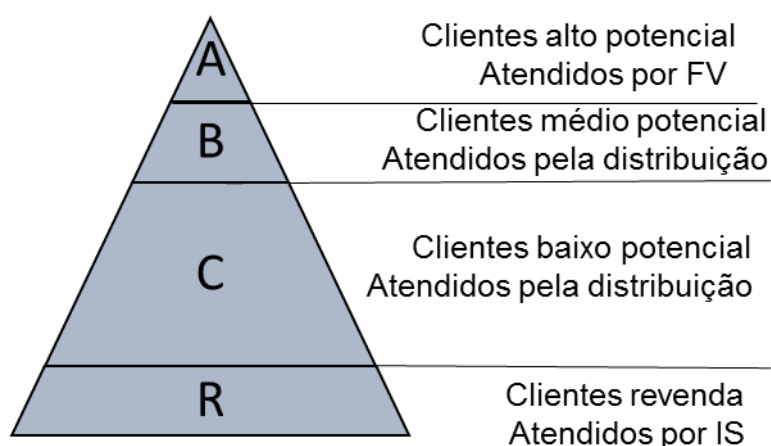 A
Clientes alto potencial
Atendidos por FV
B
Clientes médio potencial
Atendidos pela distribuição
C
Clientes baixo potencial
Atendidos pela distribuição
R
Clientes revenda
Atendidos por IS